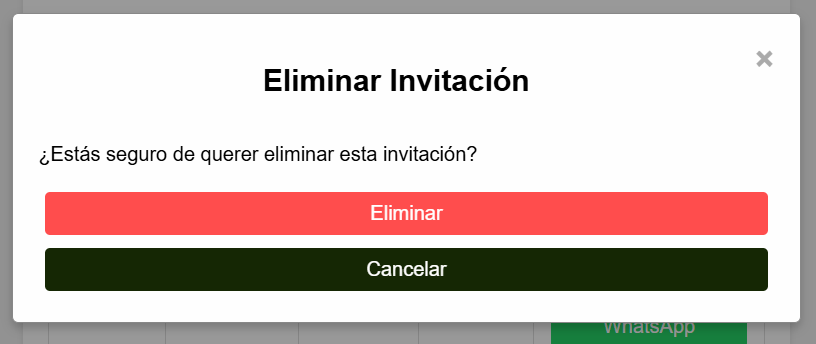 ×
Eliminar Invitación
¿Estás seguro de querer eliminar esta invitación?
Eliminar
Cancelar
WhatsApp